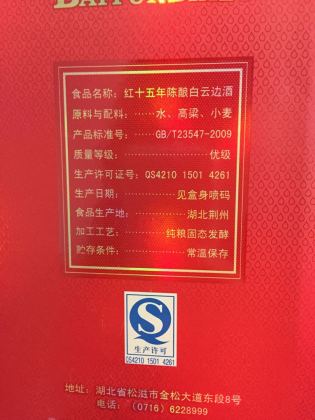 食品名称：红十五年陈酿白云边酒
原料与配料：……水、高粱、小麦
产品标准号：……GB/T23547-2009
质量等级：……………………优级
生产许可证号：QS4210 1501 4261
生产日期：…………见盒身喷码
食品生产地：……………湖北荆州
加工工艺：………纯粮固态发酵
贮存条件：……………常温保存
QS
生产许可
QS4210 1501 4261
地址：湖北省松滋市金松大道东段8号
电话：（0716）6228999